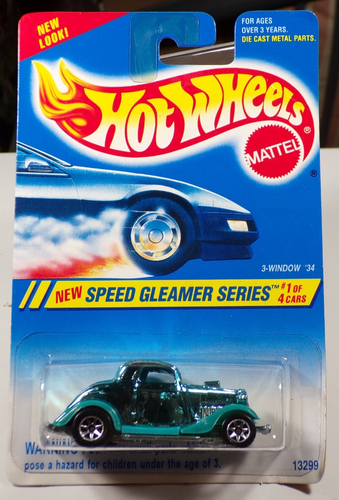 NEW
LOOK!
FOR AGES
OVER 3 YEARS.
DIE CAST METAL PARTS.
HOT WHEELS
®
MATTEL
®
3-WINDOW '34
NEW SPEED GLEAMER SERIES™ #1 OF
4 CARS
WARNING
pose a hazard for children under the age of 3.
13299